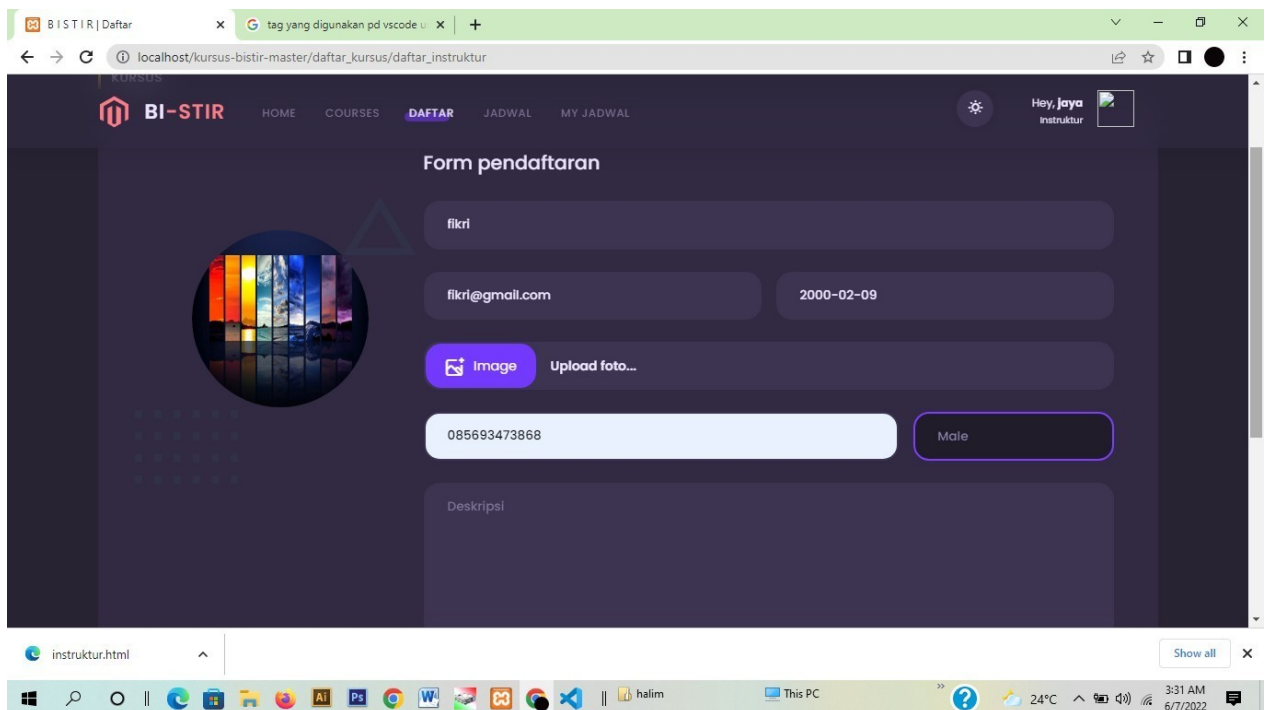 B I S T I R | Daftar
tag yang digunakan pd vscode u
localhost/kursus-bistir-master/daftar_kursus/daftar_instruktur
KURSUS
BI-STIR HOME COURSES DAFTAR JADWAL MY JADWAL
Hey, jaya
Instruktur
Form pendaftaran
fikri
fikri@gmail.com 2000-02-09
Image Upload foto...
085693473868 Male
Deskripsi
instruktur.html Show all
halim This PC 24°C 3:31 AM
6/7/2022